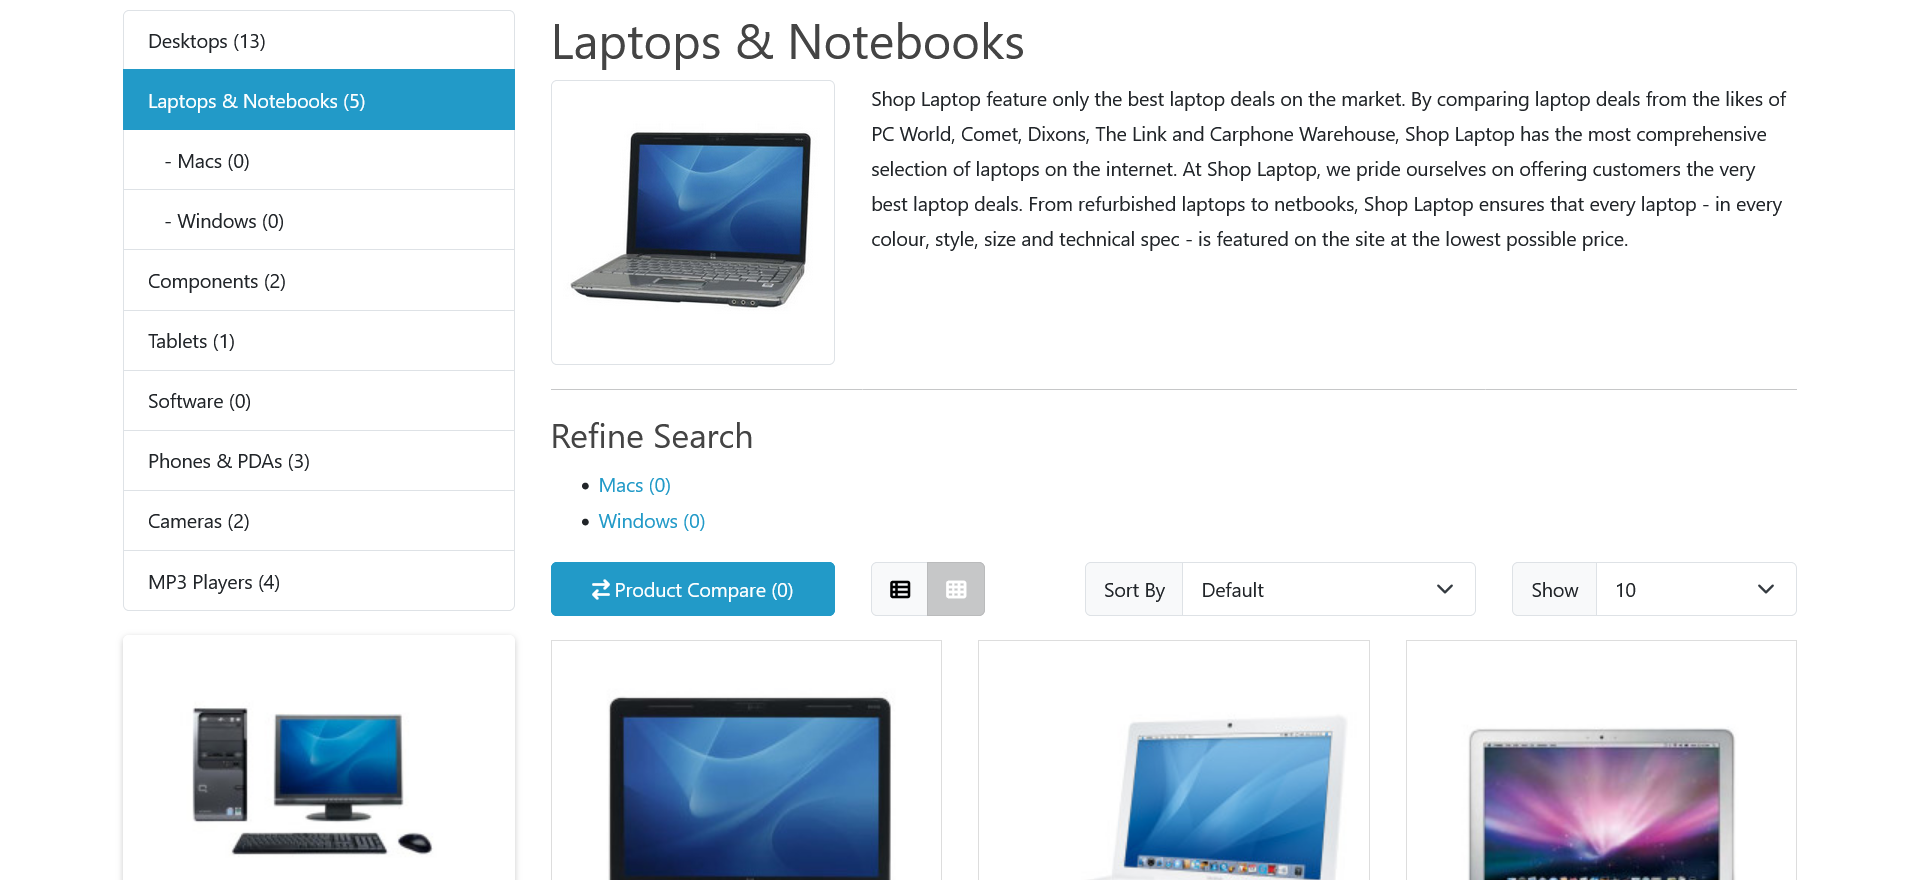 Desktops (13)
Laptops & Notebooks (5)
- Macs (0)
- Windows (0)
Components (2)
Tablets (1)
Software (0)
Phones & PDAs (3)
Cameras (2)
MP3 Players (4)
Laptops & Notebooks
Shop Laptop feature only the best laptop deals on the market. By comparing laptop deals from the likes of
PC World, Comet, Dixons, The Link and Carphone Warehouse, Shop Laptop has the most comprehensive
selection of laptops on the internet. At Shop Laptop, we pride ourselves on offering customers the very
best laptop deals. From refurbished laptops to netbooks, Shop Laptop ensures that every laptop - in every
colour, style, size and technical spec - is featured on the site at the lowest possible price.
Refine Search
Macs (0)
Windows (0)
Product Compare (0)
Sort By
Default
Show
10